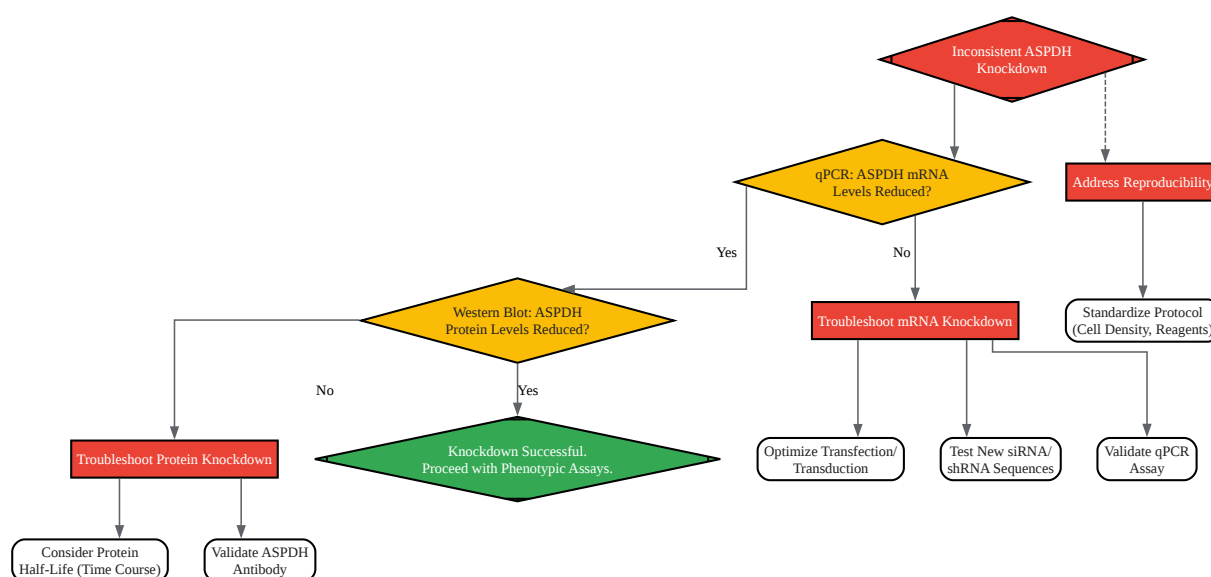 Inconsistent ASPDH
Knockdown
qPCR: ASPDH mRNA
Levels Reduced?
Address Reproducibility
Yes
No
Western Blot: ASPDH
Protein Levels Reduced?
Troubleshoot mRNA Knockdown
Standardize Protocol
(Cell Density, Reagents)
No
Yes
Troubleshoot Protein Knockdown
Knockdown Successful.
Proceed with Phenotypic Assays.
Optimize Transfection/
Transduction
Test New siRNA/
shRNA Sequences
Validate qPCR
Assay
Consider Protein
Half-Life (Time Course)
Validate ASPDH
Antibody